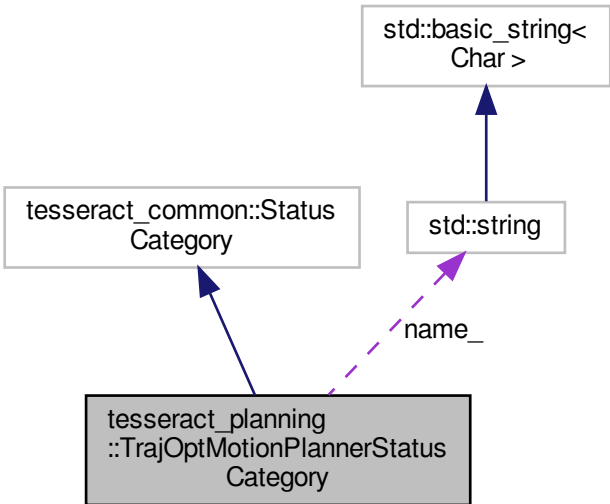 std::basic_string<
Char >
tesseract_common::Status
Category
std::string
name_
tesseract_planning
::TrajOptMotionPlannerStatus
Category